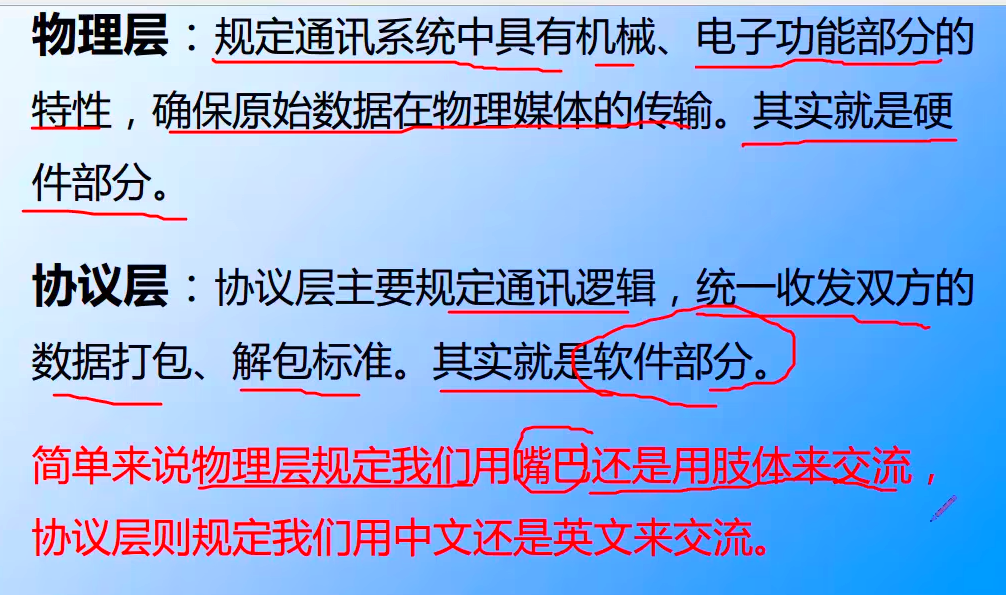 物理层：规定通讯系统中具有机械、电子功能部分的
特性，确保原始数据在物理媒体的传输。其实就是硬
件部分。
协议层：协议层主要规定通讯逻辑，统一收发双方的
数据打包、解包标准。其实就是软件部分。
简单来说物理层规定我们用嘴巴还是用肢体来交流，
协议层则规定我们用中文还是英文来交流。